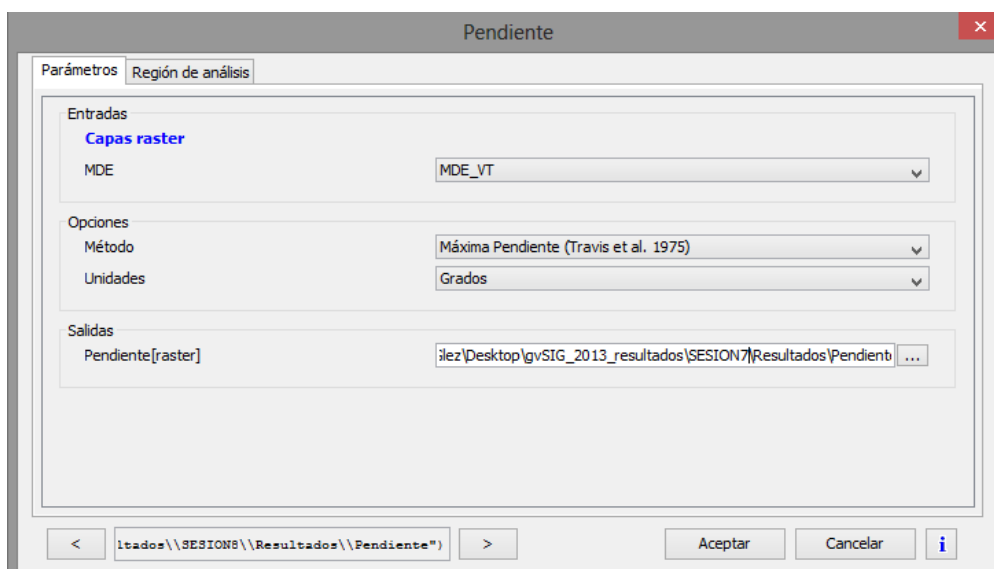 Pendiente
Parámetros Región de análisis
Entradas
Capas raster
MDE MDE_VT
Opciones
Método Máxima Pendiente (Travis et al. 1975)
Unidades Grados
Salidas
Pendiente[raster] lez\Desktop\gvSIG_2013_resultados\SESION7\Resultados\Pendient ...
< ltados\\SESION8\\Resultados\\Pendiente") > Aceptar Cancelar i